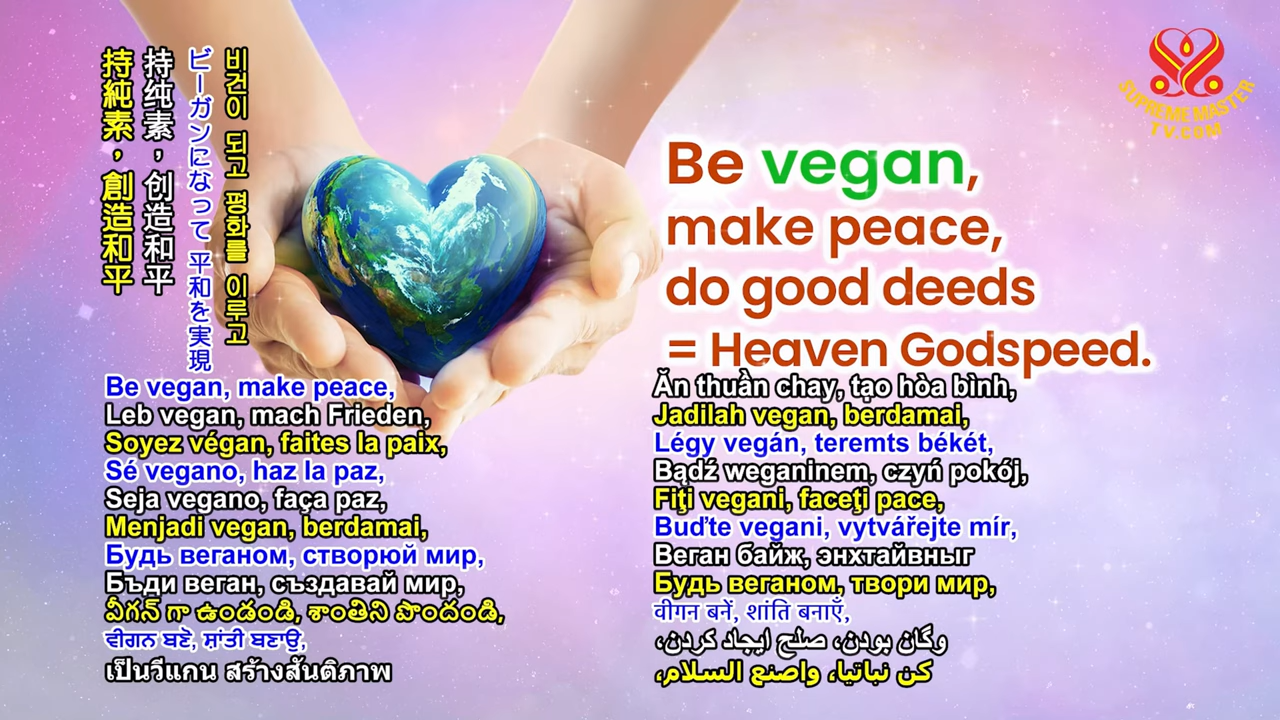 持純素，創造和平
持纯素，创造和平
ビーガンになって 平和を実現
비건이 되고 평화를 이루고
SUPREME MASTER
TV.COM
Be vegan,
make peace,
do good deeds
= Heaven Godspeed.
Be vegan, make peace,
Leb vegan, mach Frieden,
Soyez végan, faites la paix,
Sé vegano, haz la paz,
Seja vegano, faça paz,
Menjadi vegan, berdamai,
Будь веганом, створюй мир,
Бъди веган, създавай мир,
వీగన్ గా ఉండండి, శాంతిని పొందండి,
ਵੀਗਨ ਬਣੋ, ਸ਼ਾਂਤੀ ਬਣਾਉ,
เป็นวีแกน สร้างสันติภาพ
Ăn thuần chay, tạo hòa bình,
Jadilah vegan, berdamai,
Légy vegán, teremts békét,
Bądź weganinem, czyń pokój,
Fiţi vegani, faceţi pace,
Buďte vegani, vytvářejte mír,
Веган байж, энхтайвныг
Будь веганом, твори мир,
वीगन बनें, शांति बनाएँ,
وگان بودن، صلح ایجاد کردن،
كن نباتيا، واصنع السلام،